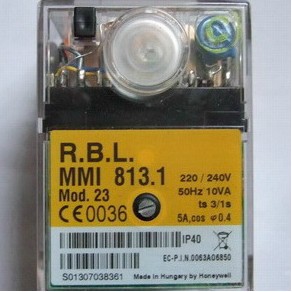 R.B.L.
MMI 813.1
Mod. 23
CE 0036
220 / 240V
50Hz 10VA
ts 3/1s
5A, cos φ 0.4
IP40
EC-P.I.N.0063A06850
S01307038361
Made in Hungary by Honeywell